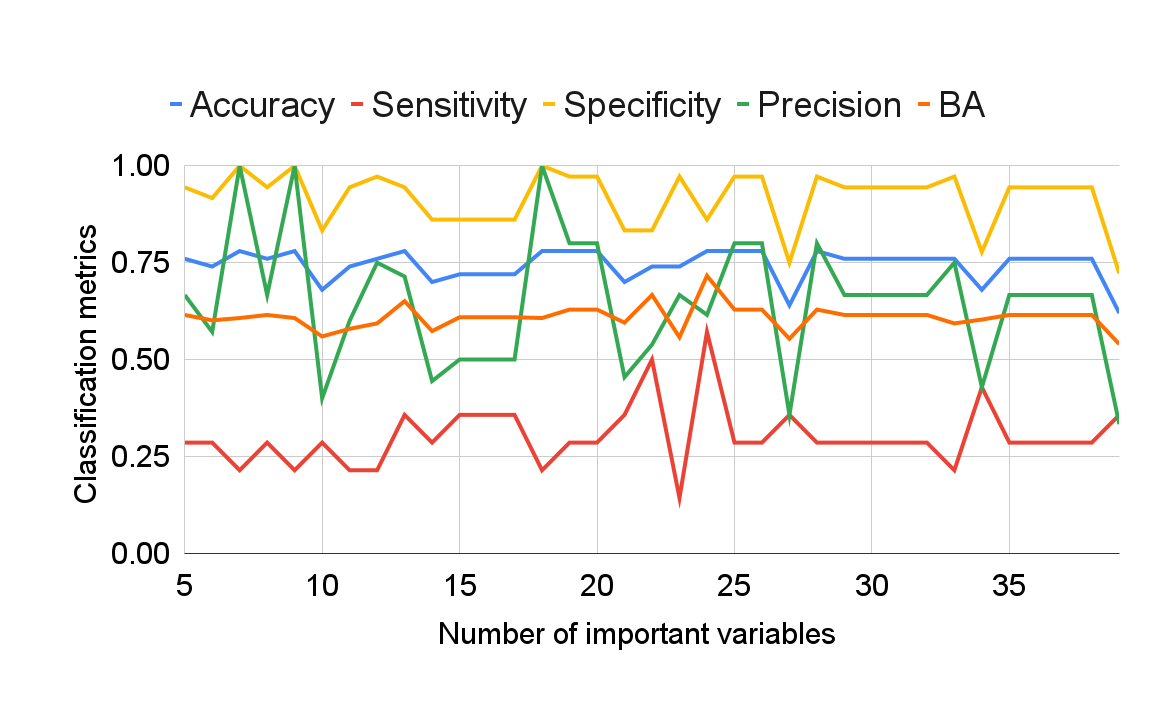 Accuracy Sensitivity Specificity Precision BA
1.00
0.75
0.50
0.25
0.00
Classification metrics
5 10 15 20 25 30 35
Number of important variables